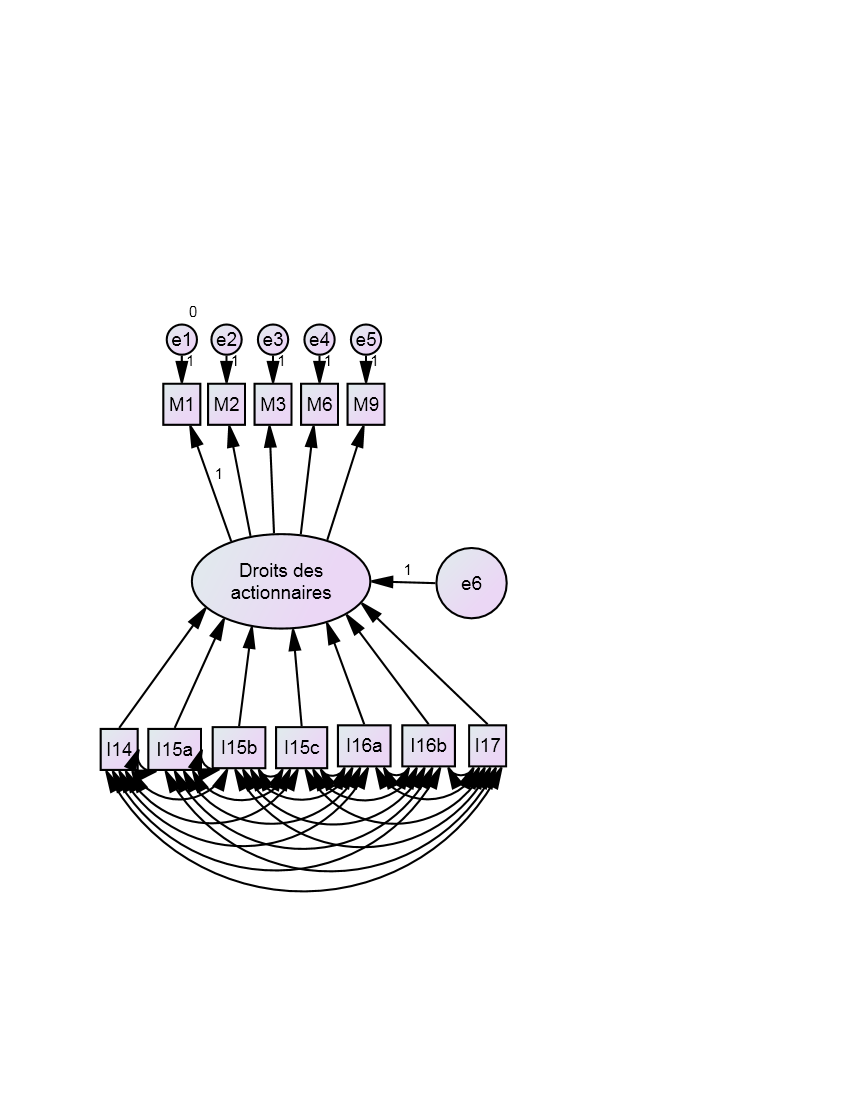 0
e1 e2 e3 e4 e5
1 1 1 1 1
M1 M2 M3 M6 M9
1
Droits des
actionnaires
1
e6
I14 I15a I15b I15c I16a I16b I17